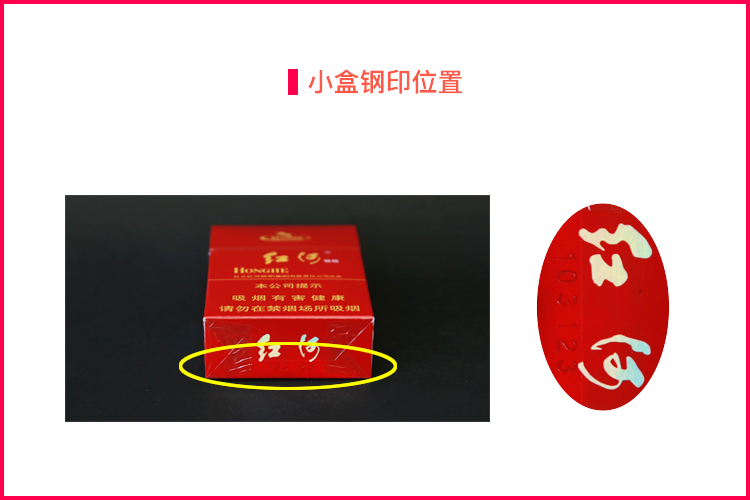 小盒钢印位置
红河
HONGHE
本公司提示
吸烟有害健康
请勿在禁烟场所吸烟
红河
红河
103123